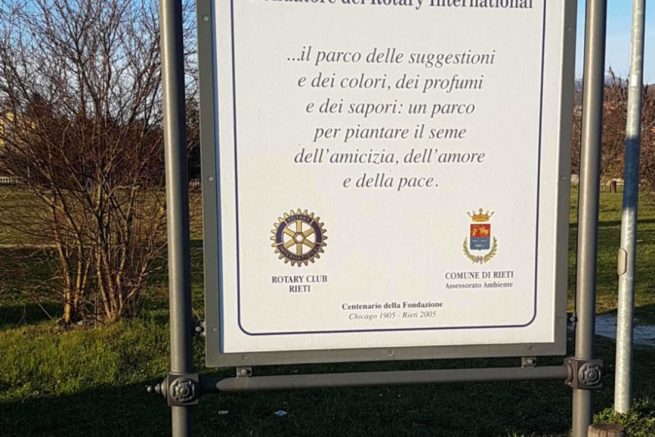 Fondatore del Rotary International
...il parco delle suggestioni
e dei colori, dei profumi
e dei sapori: un parco
per piantare il seme
dell'amicizia, dell'amore
e della pace.
ROTARY CLUB
RIETI
COMUNE DI RIETI
Assessorato Ambiente
Centenario della Fondazione
Chicago 1905 - Rieti 2005